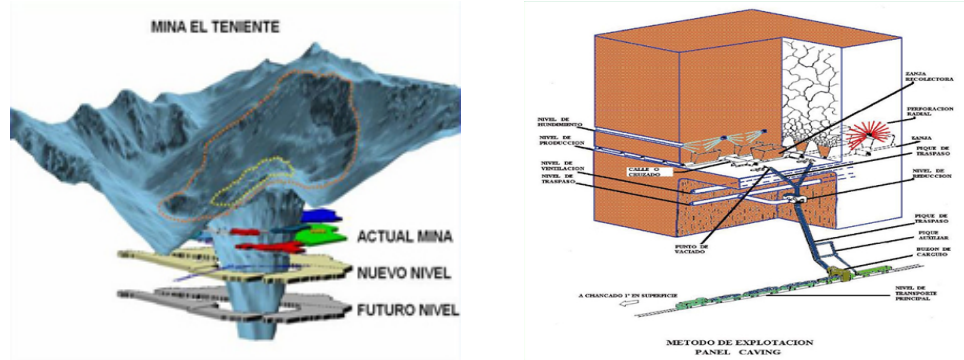 MINA EL TENIENTE
ACTUAL MINA
NUEVO NIVEL
FUTURO NIVEL
ZANJA
RECOLECTORA
PERFORACION
RADIAL
ZANJA
PIQUE DE
TRASPASO
NIVEL DE
REDUCCION
PIQUE DE
TRASPASO
PIQUE
AUXILIAR
BUZON DE
CARGUIO
NIVEL DE
TRANSPORTE
PRINCIPAL
NIVEL DE
HUNDIMIENTO
NIVEL DE
PRODUCCION
NIVEL DE
VENTILACION
NIVEL DE
TRASPASO
CALLE O
CRUZADO
PUNTO DE
VACIADO
A CHANCADO 1° EN SUPERFICIE
METODO DE EXPLOTACION
PANEL CAVING